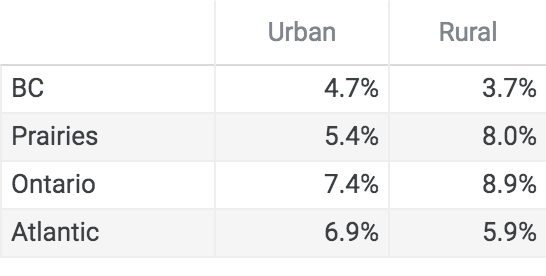 Urban Rural
BC 4.7% 3.7%
Prairies 5.4% 8.0%
Ontario 7.4% 8.9%
Atlantic 6.9% 5.9%